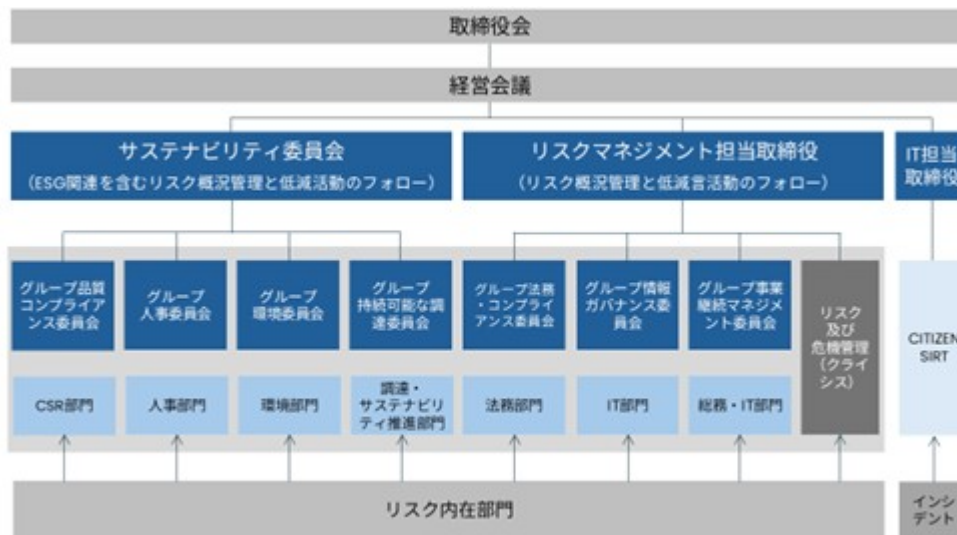 取締役会
経営会議
サステナビリティ委員会
(ESG関連を含むリスク概況管理と低減活動のフォロー)
リスクマネジメント担当取締役
(リスク概況管理と低減言活動のフォロー)
IT担当
取締役
グループ品質
コンプライア
ンス委員会
グループ
人事委員会
グループ
環境委員会
グループ
持続可能な調
達委員会
グループ法務
・コンプライ
アンス委員会
グループ情報
ガバナンス委
員会
グループ事業
継続マネジメ
ント委員会
リスク
及び
危機管理
(クライ
シス)
CITIZEN
SIRT
CSR部門
人事部門
環境部門
調達・
サステナビリ
ティ推進部門
法務部門
IT部門
総務・IT部門
リスク内在部門
インシ
デント